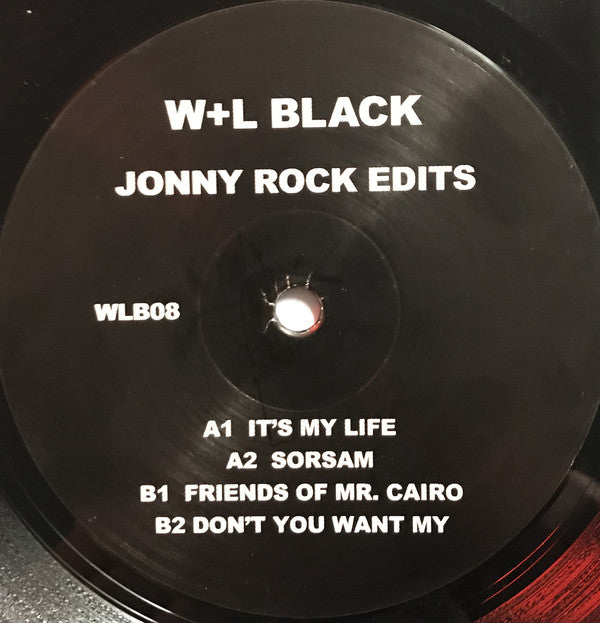 W+L BLACK
JONNY ROCK EDITS
WLB08
A1 IT'S MY LIFE
A2 SORSAM
B1 FRIENDS OF MR. CAIRO
B2 DON'T YOU WANT MY